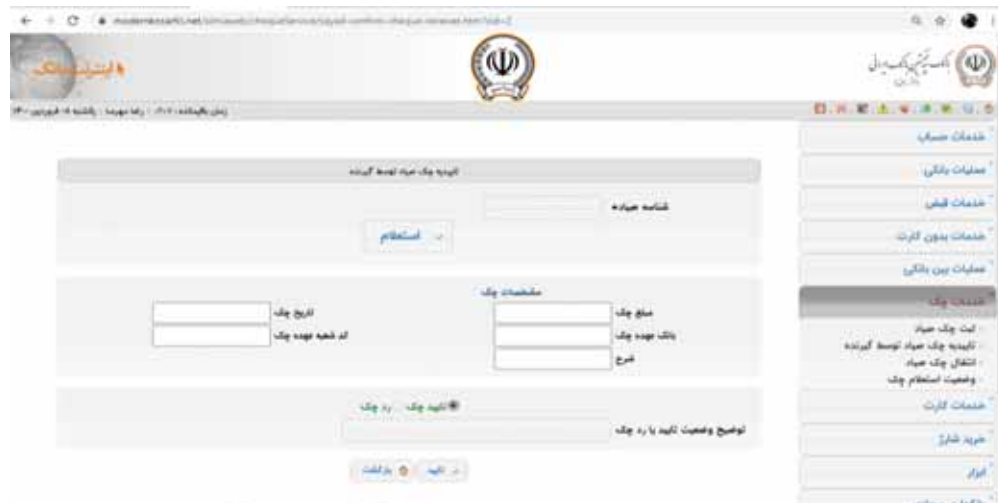 اینترنت بانک
خدمات حساب
عملیات بانکی
خدمات قبض
خدمات بدون کارت
عملیات بین بانکی
خدمات چک
ثبت چک صیاد
تاییدیه چک صیاد توسط گیرنده
انتقال چک صیاد
وضعیت استعلام چک
خدمات کارت
خرید شارژ
ابزار
تاییدیه چک صیاد توسط گیرنده
شناسه صیاد*
استعلام
مشخصات چک
مبلغ چک تاریخ چک
بانک عهده چک کد شعبه عهده چک
شرح
تایید چک رد چک
توضیح وضعیت تایید یا رد چک
تایید بازگشت